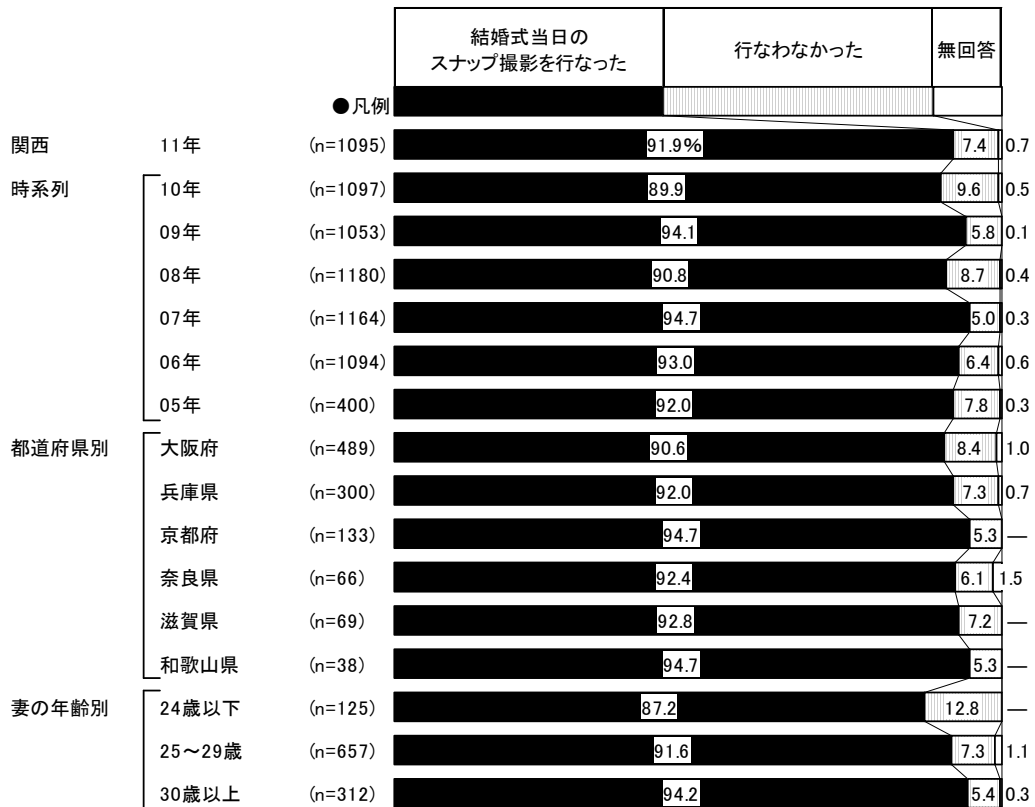 結婚式当日の
スナップ撮影を行なった
行なわなかった
無回答
●凡例
関西 11年 (n=1095) 91.9% 7.4 0.7
時系列 10年 (n=1097) 89.9 9.6 0.5
09年 (n=1053) 94.1 5.8 0.1
08年 (n=1180) 90.8 8.7 0.4
07年 (n=1164) 94.7 5.0 0.3
06年 (n=1094) 93.0 6.4 0.6
05年 (n=400) 92.0 7.8 0.3
都道府県別 大阪府 (n=489) 90.6 8.4 1.0
兵庫県 (n=300) 92.0 7.3 0.7
京都府 (n=133) 94.7 5.3 ―
奈良県 (n=66) 92.4 6.1 1.5
滋賀県 (n=69) 92.8 7.2 ―
和歌山県 (n=38) 94.7 5.3 ―
妻の年齢別 24歳以下 (n=125) 87.2 12.8 ―
25～29歳 (n=657) 91.6 7.3 1.1
30歳以上 (n=312) 94.2 5.4 0.3